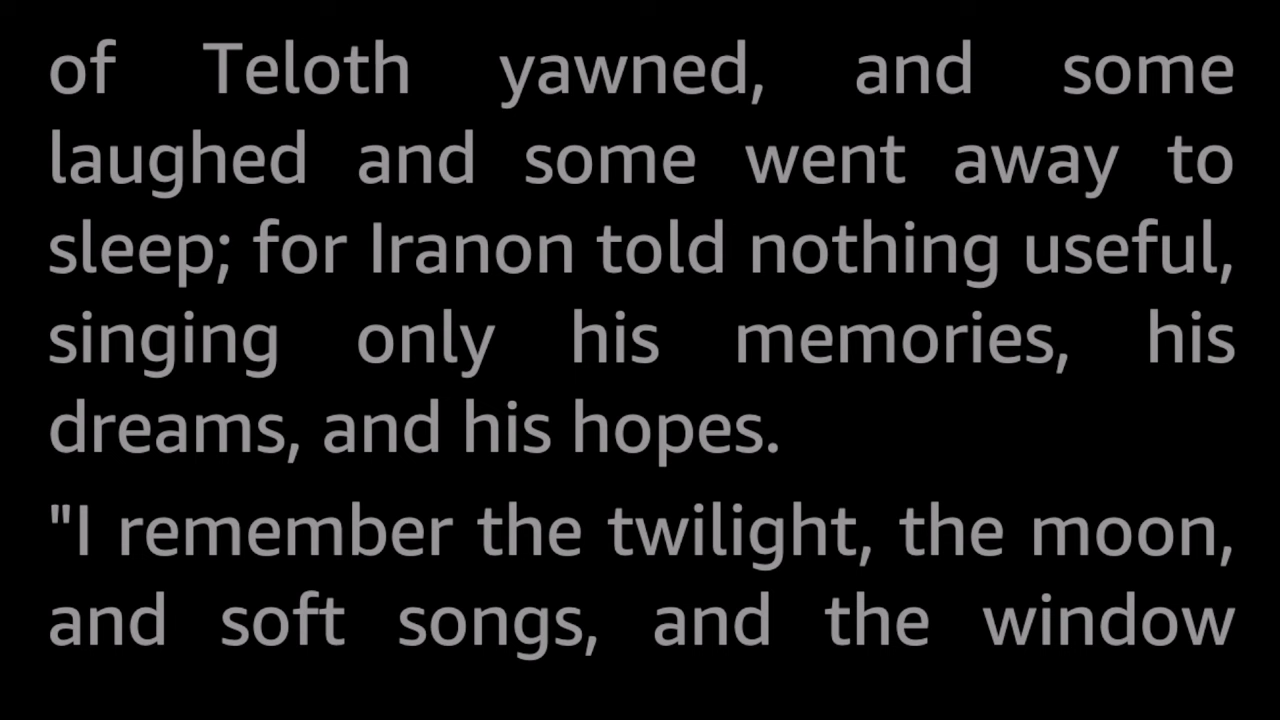 of Teloth yawned, and some
laughed and some went away to
sleep; for Iranon told nothing useful,
singing only his memories, his
dreams, and his hopes.
"I remember the twilight, the moon,
and soft songs, and the window